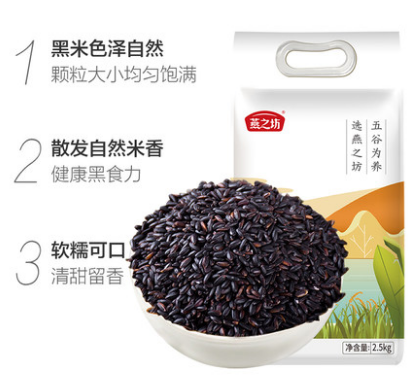 1
黑米色泽自然
颗粒大小均匀饱满
2
散发自然米香
健康黑食力
3
软糯可口
清甜留香
燕之坊
五谷为养
选燕之坊
净含量: 2.5kg